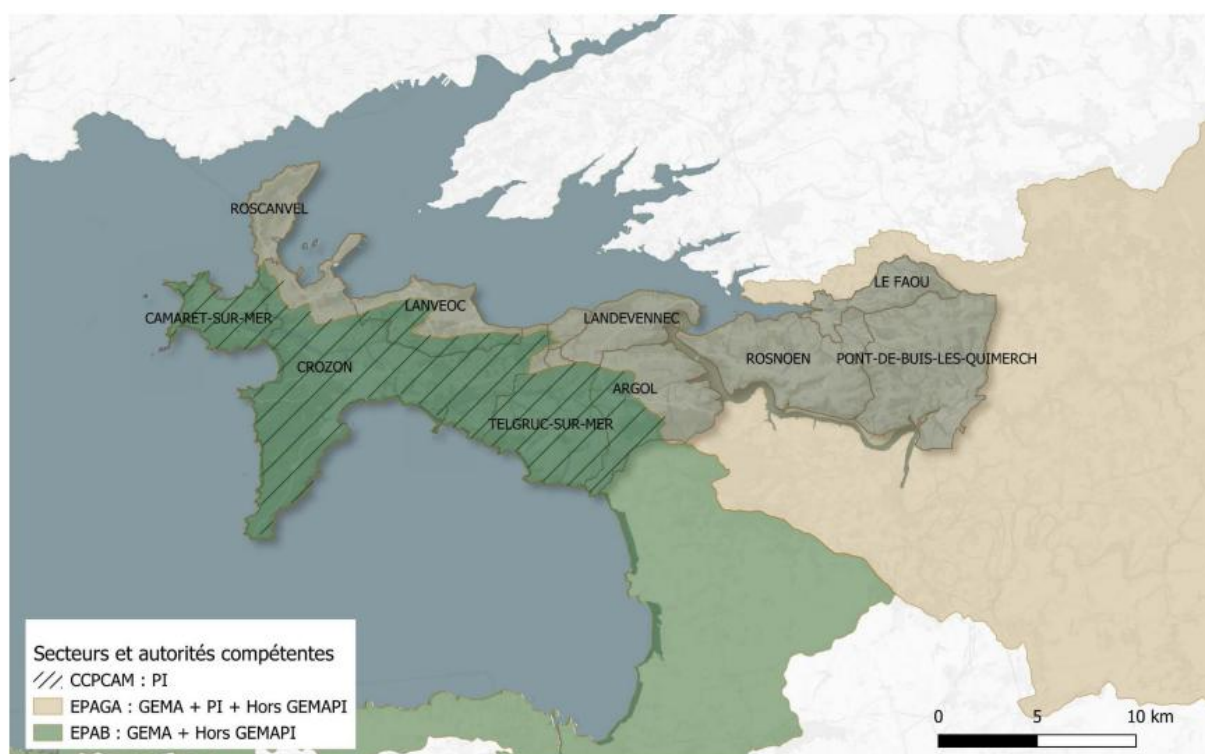 ROSCANVEL
LE FAOU
LANVEOC
CAMARET-SUR-MER
LANDEVENNEC
ROSNOEN
PONT-DE-BUIS-LES-QUIMERCH
CROZON
ARGOL
TELGRUC-SUR-MER
Secteurs et autorités compétentes
CCPCAM : PI
EPAGA : GEMA + PI + Hors GEMAPI
EPAB : GEMA + Hors GEMAPI
0 5 10 km